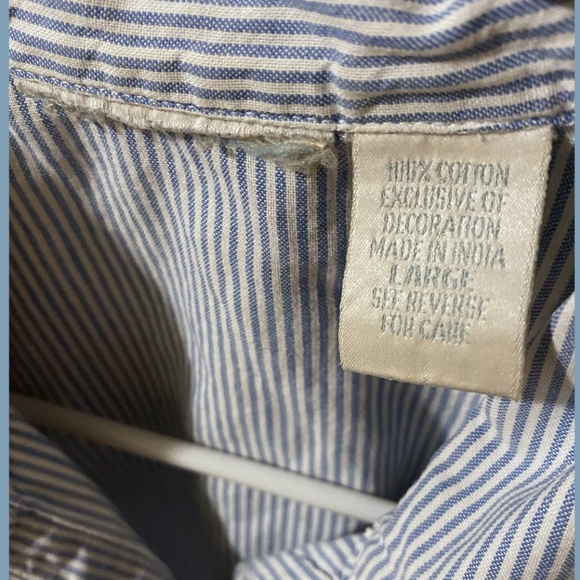 100% COTTON
EXCLUSIVE OF
DECORATION
MADE IN INDIA
LARGE
SEE REVERSE
FOR CARE